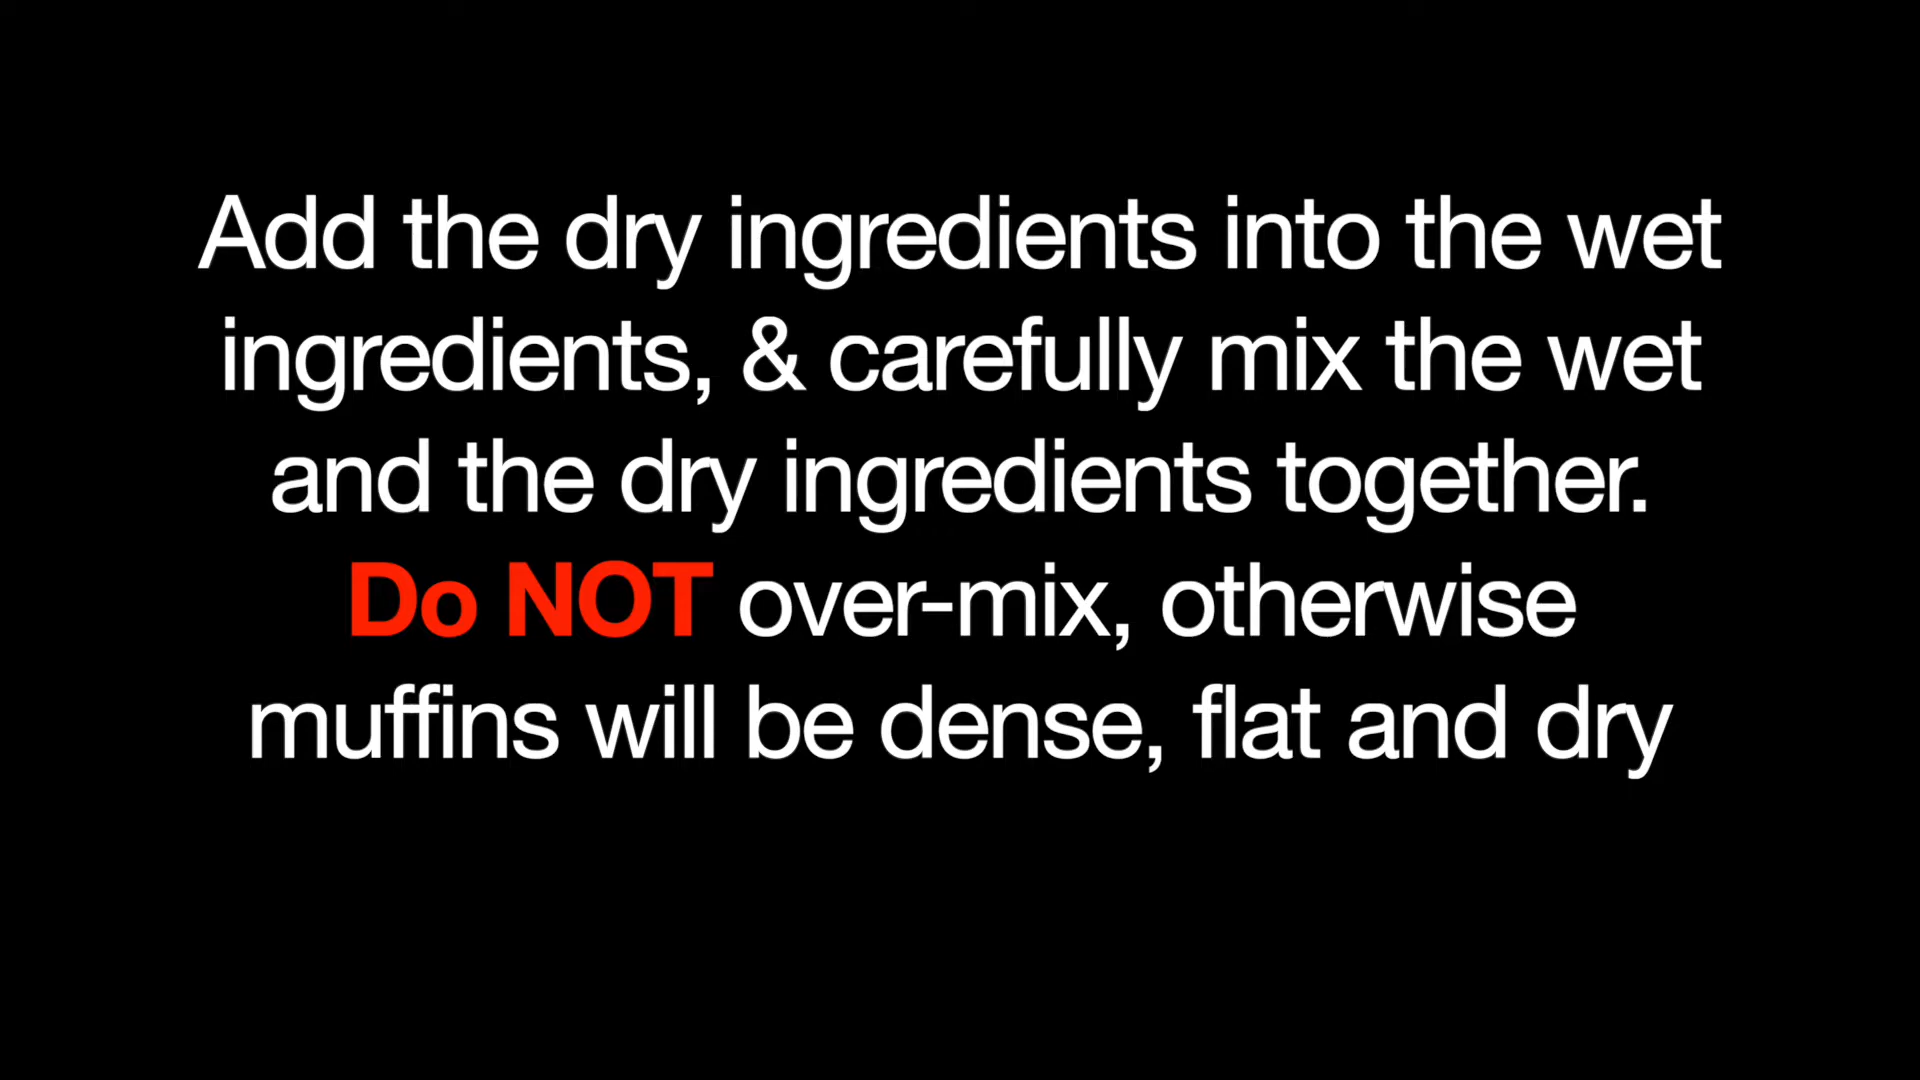 Add the dry ingredients into the wet
ingredients, & carefully mix the wet
and the dry ingredients together.
Do NOT over-mix, otherwise
muffins will be dense, flat and dry